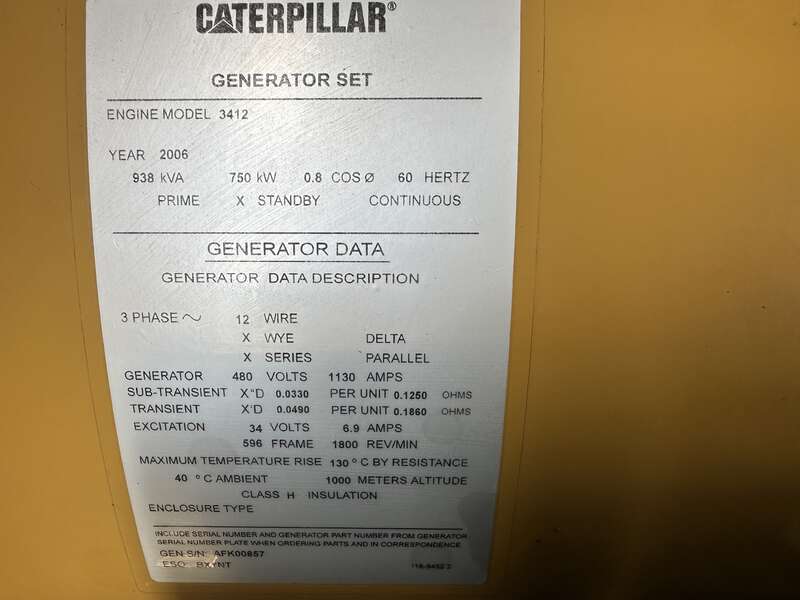 CATERPILLAR®
GENERATOR SET
ENGINE MODEL 3412
YEAR 2006
938 kVA 750 kW 0.8 COS Ø 60 HERTZ
PRIME X STANDBY CONTINUOUS
GENERATOR DATA
GENERATOR DATA DESCRIPTION
3 PHASE ~ 12 WIRE
X WYE DELTA
X SERIES PARALLEL
GENERATOR 480 VOLTS 1130 AMPS
SUB-TRANSIENT X"D 0.0330 PER UNIT 0.1250 OHMS
TRANSIENT X'D 0.0490 PER UNIT 0.1860 OHMS
EXCITATION 34 VOLTS 6.9 AMPS
596 FRAME 1800 REV/MIN
MAXIMUM TEMPERATURE RISE 130 °C BY RESISTANCE
40 °C AMBIENT 1000 METERS ALTITUDE
CLASS H INSULATION
ENCLOSURE TYPE
INCLUDE SERIAL NUMBER AND GENERATOR PART NUMBER FROM GENERATOR
SERIAL NUMBER PLATE WHEN ORDERING PARTS AND IN CORRESPONDENCE
GEN S/N: AFK00857
ESO: BXYNT